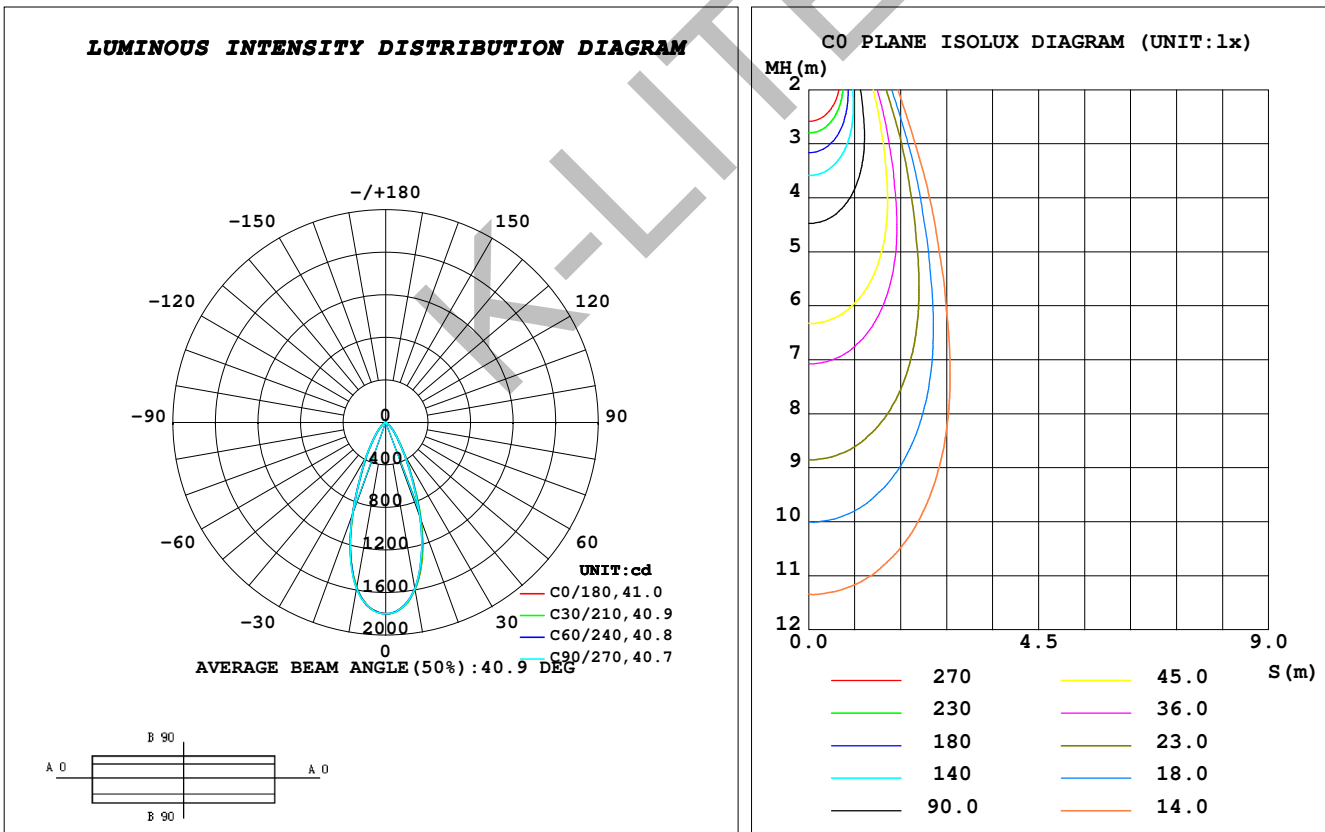 LUMINOUS INTENSITY DISTRIBUTION DIAGRAM
-/+180
-150 150
-120 120
-90 90
-60 60
-30 30
0
0
400
800
1200
1600
2000
UNIT:cd
C0/180,41.0
C30/210,40.9
C60/240,40.8
C90/270,40.7
AVERAGE BEAM ANGLE(50%):40.9 DEG
B 90
A 0 A 0
B 90
K-LITE
C0 PLANE ISOLUX DIAGRAM (UNIT:lx)
MH(m)
2
3
4
5
6
7
8
9
10
11
12
0.0 4.5 9.0
S(m)
270 45.0
230 36.0
180 23.0
140 18.0
90.0 14.0